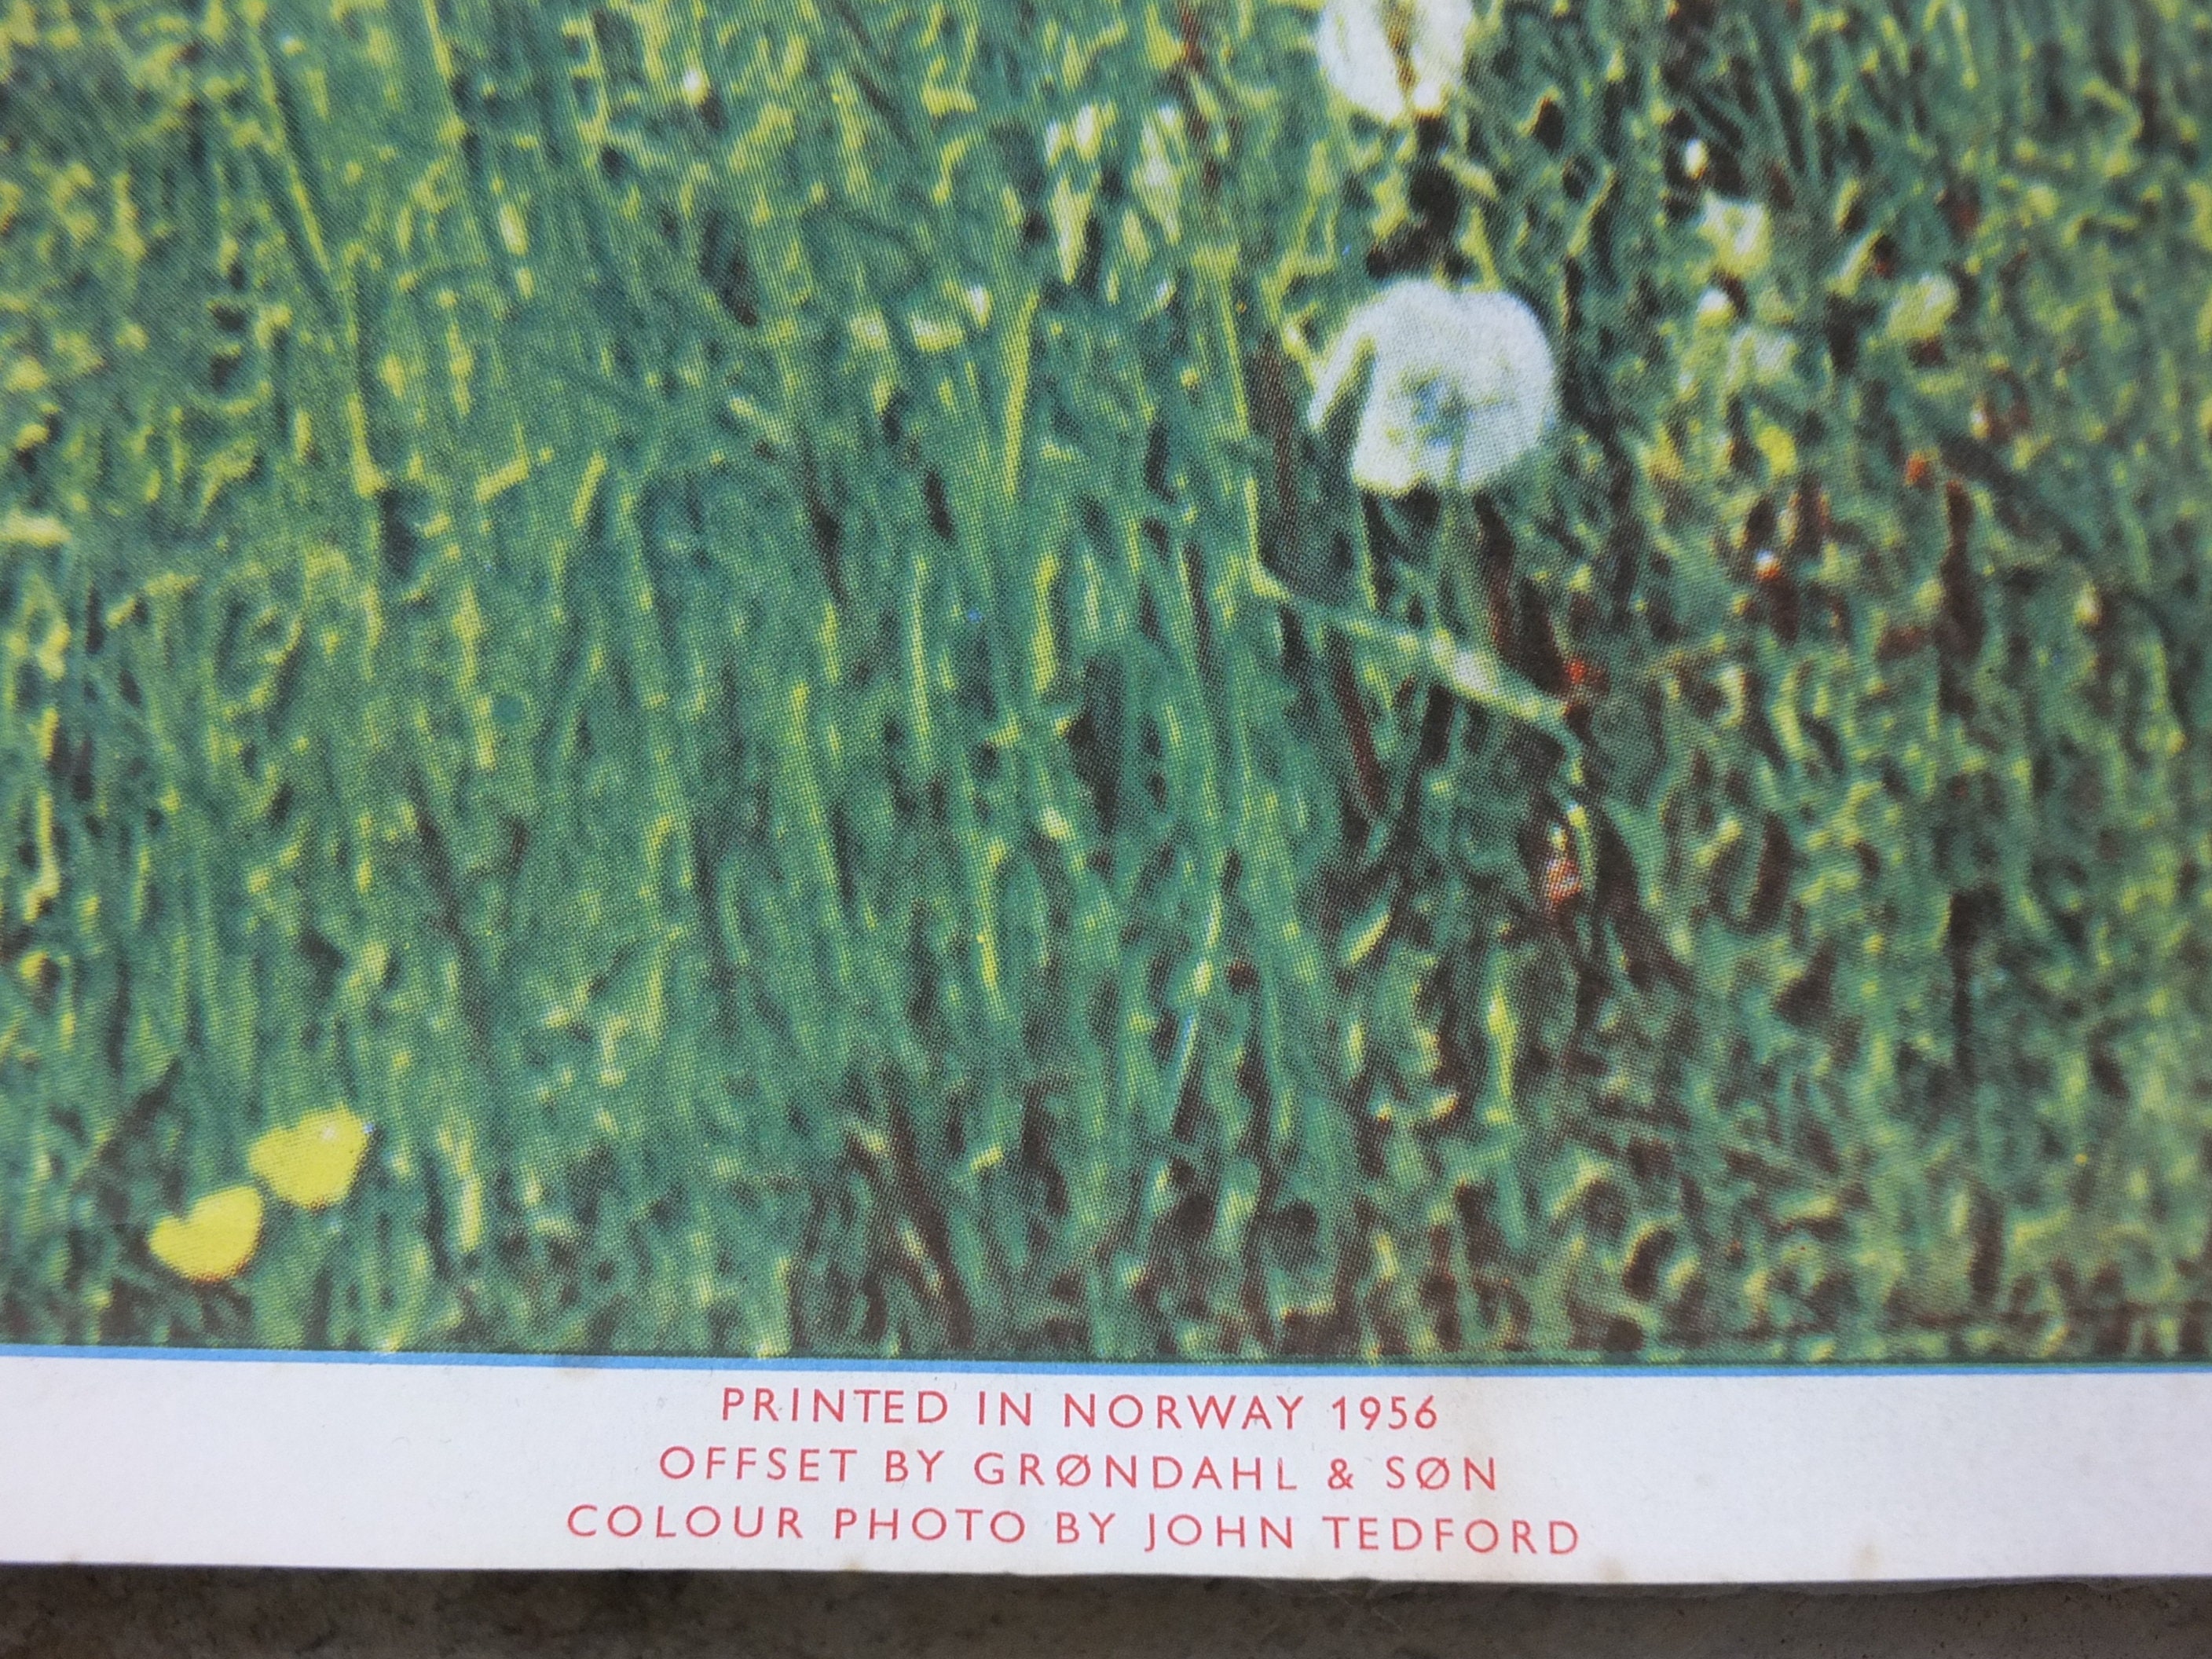 PRINTED IN NORWAY 1956
OFFSET BY GRØNDAHL & SØN
COLOUR PHOTO BY JOHN TEDFORD